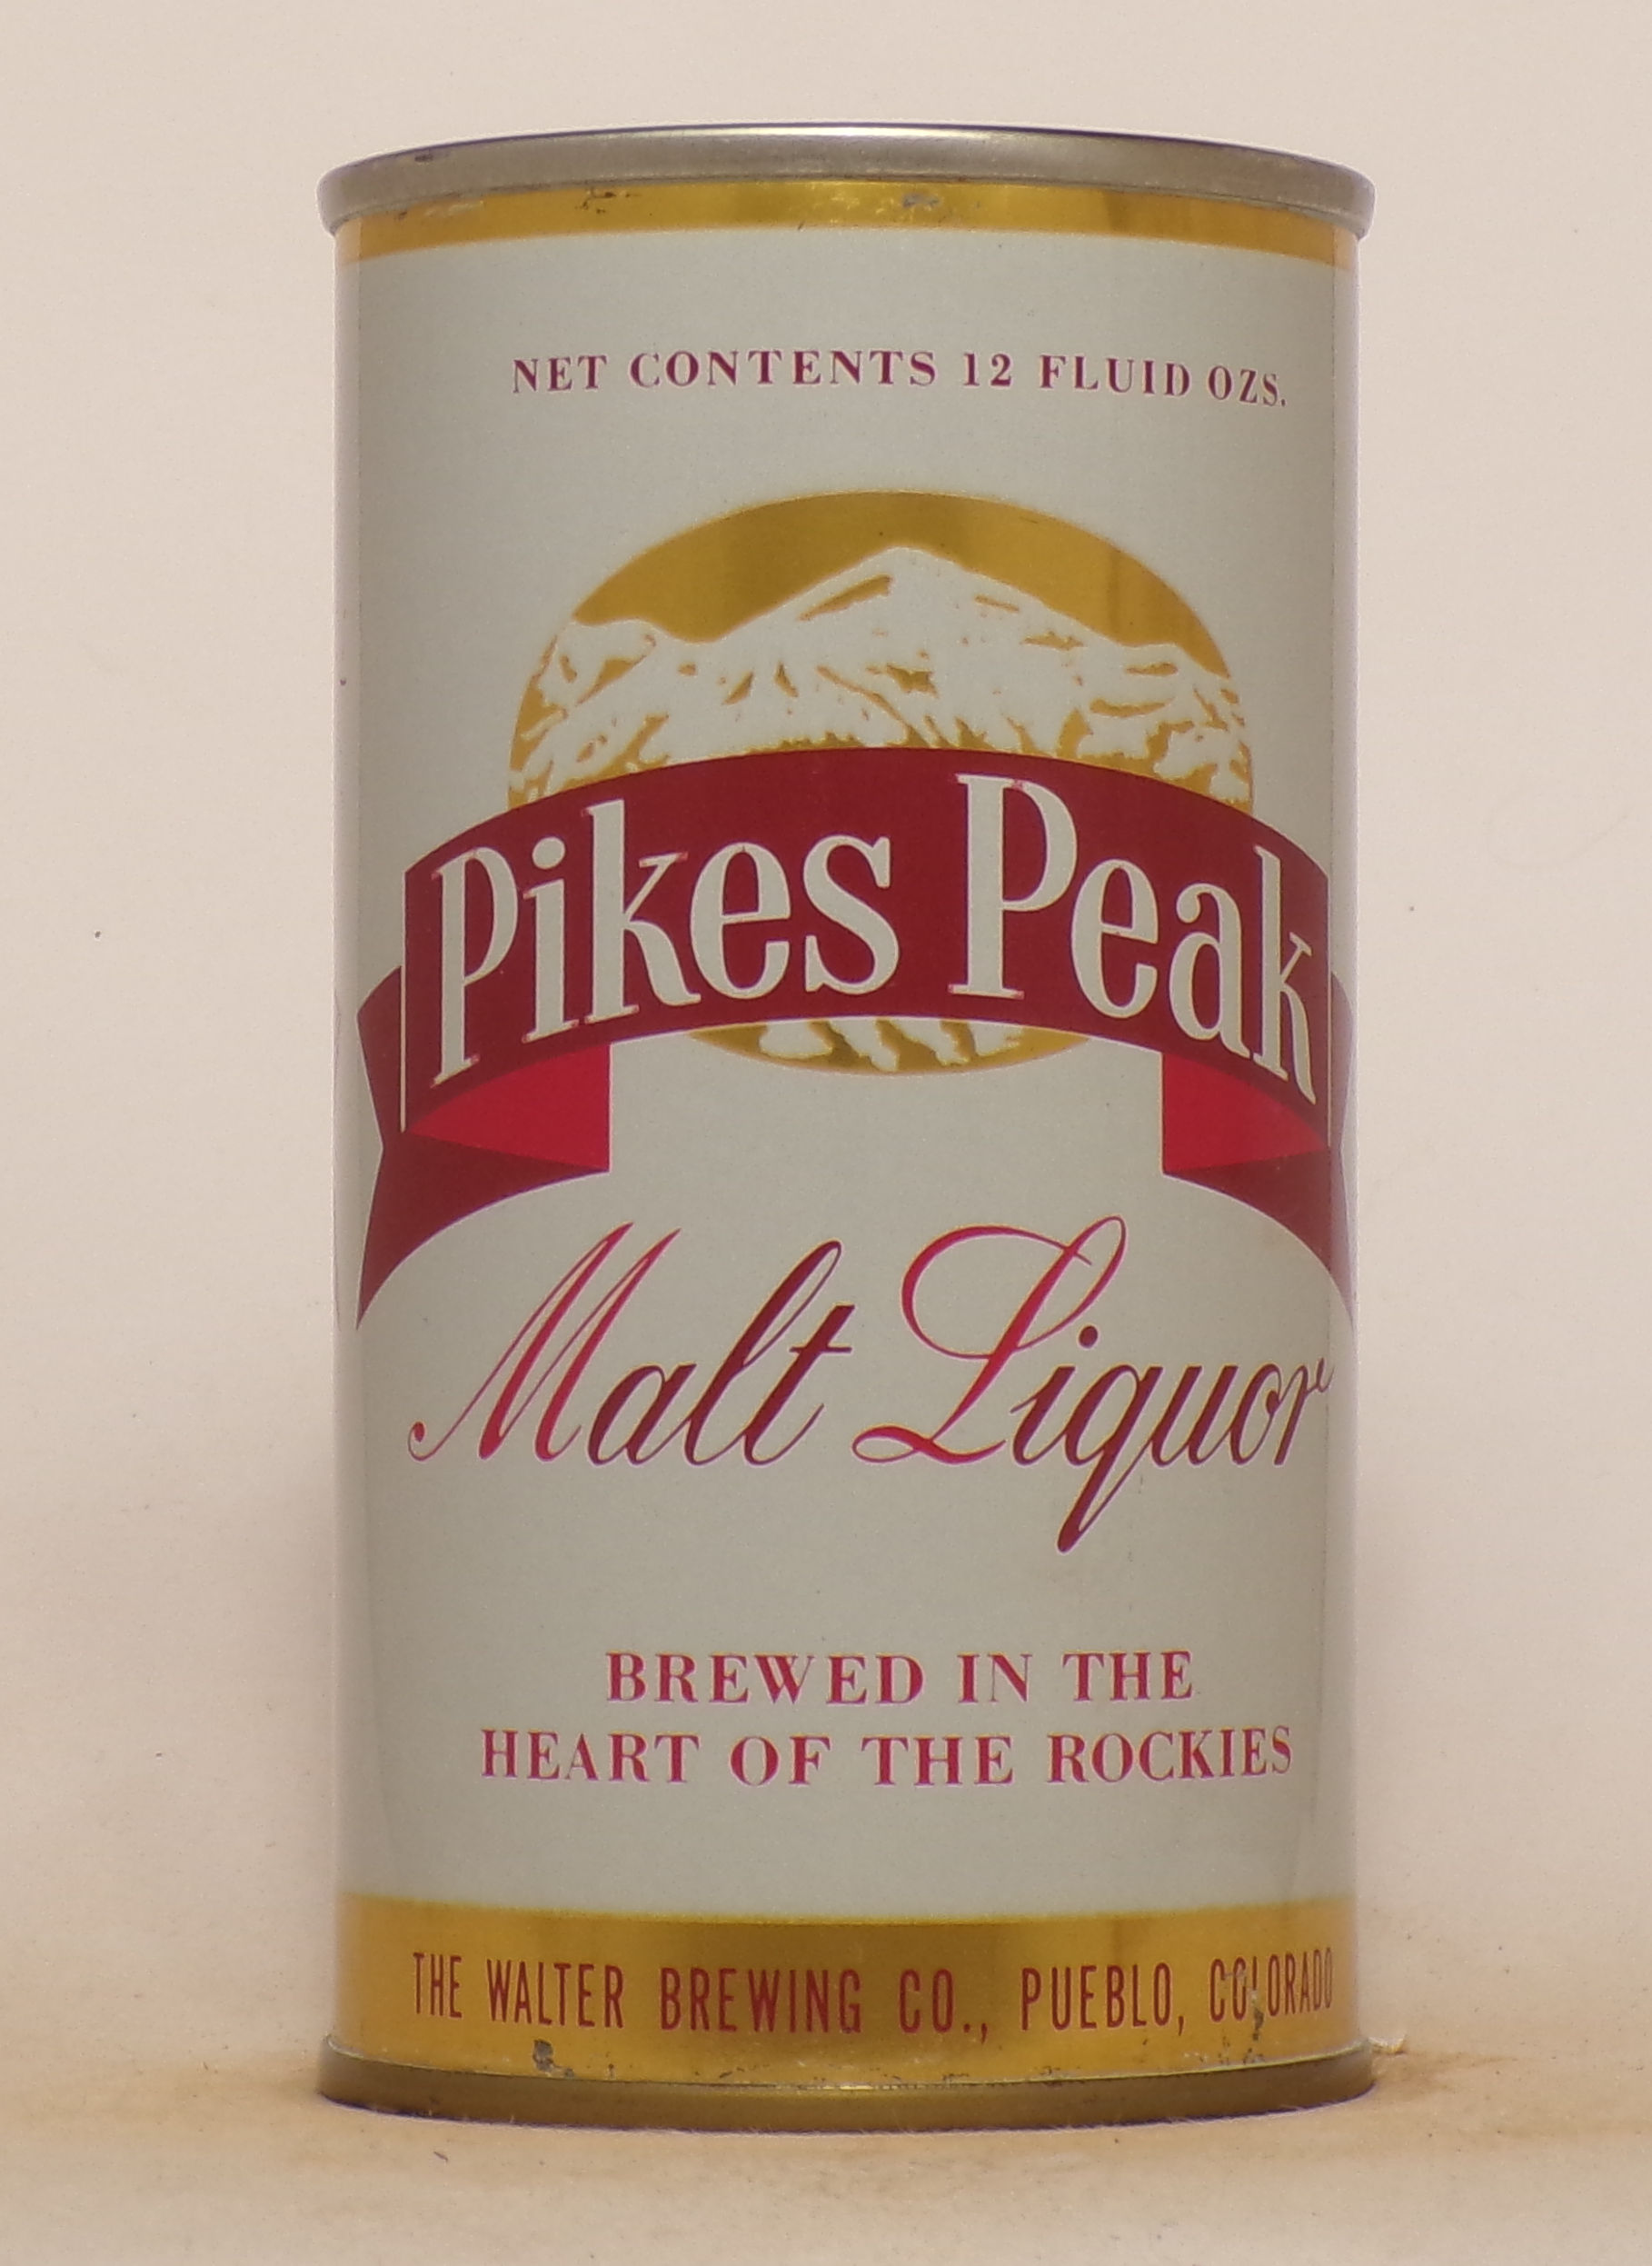 NET CONTENTS 12 FLUID OZS.
Pikes Peak
Malt Liquor
BREWED IN THE
HEART OF THE ROCKIES
THE WALTER BREWING CO., PUEBLO, COLORADO